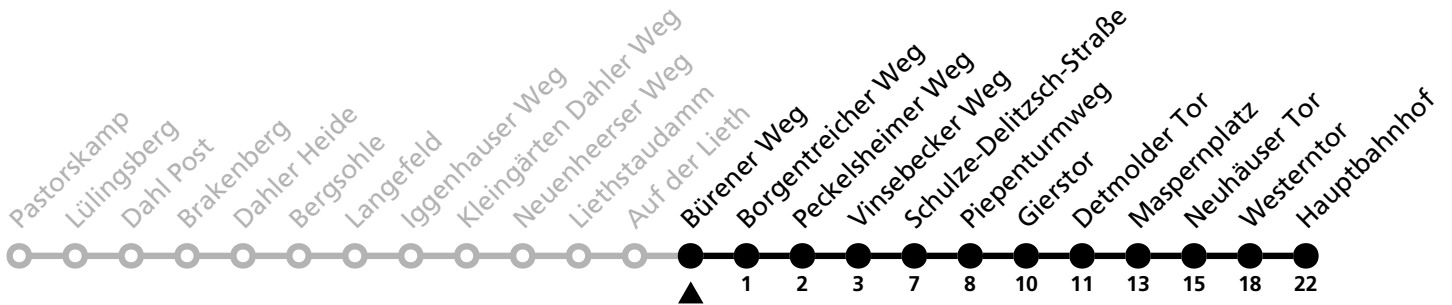 Pastorskamp
Lüllingsberg
Dahl Post
Brakenberg
Dahler Heide
Bergsohle
Langefeld
Iggenhauser Weg
Kleingärten Dahler Weg
Neuenheerser Weg
Liethstaudamm
Auf der Lieth
Bürener Weg
Borgentreicher Weg
Peckelsheimer Weg
Vinsebecker Weg
Schulze-Delitzsch-Straße
Piepenturmweg
Gierstor
Detmolder Tor
Maspernplatz
Neuhäuser Tor
Westerntor
Hauptbahnhof
1 2 3 7 8 10 11 13 15 18 22